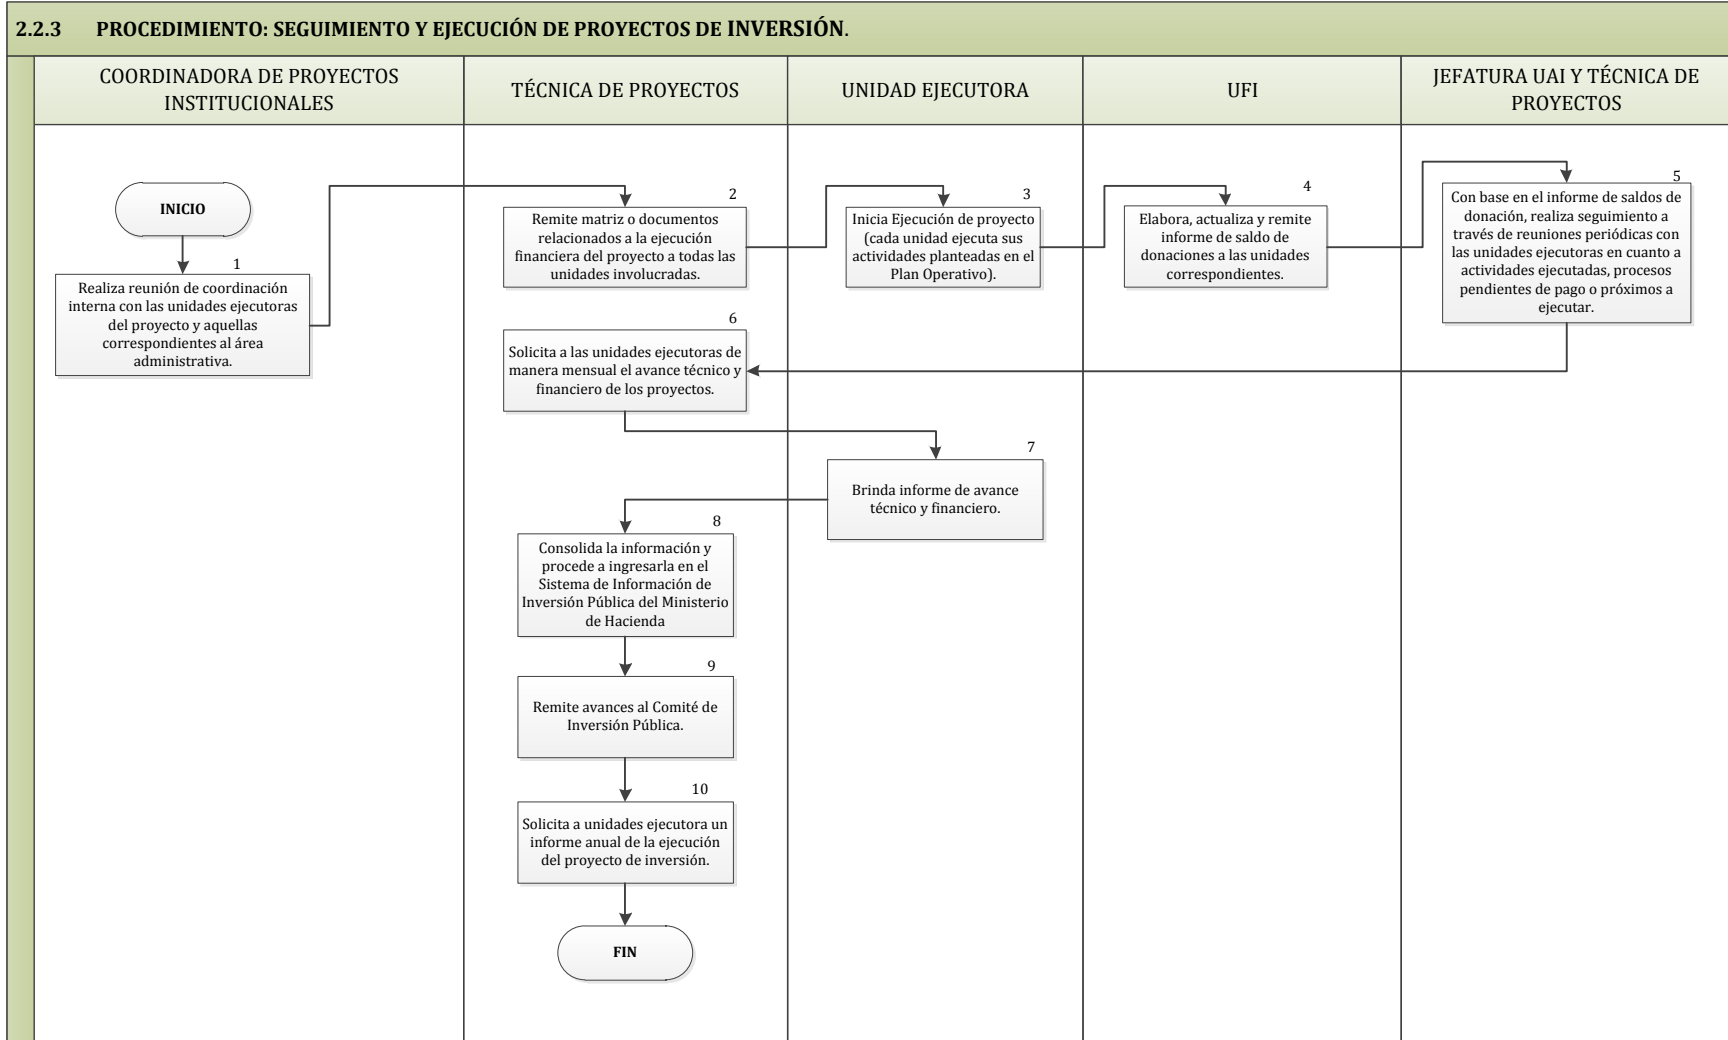 2.2.3 PROCEDIMIENTO: SEGUIMIENTO Y EJECUCIÓN DE PROYECTOS DE INVERSIÓN.
COORDINADORA DE PROYECTOS
INSTITUCIONALES
TÉCNICA DE PROYECTOS
UNIDAD EJECUTORA
UFI
JEFATURA UAI Y TÉCNICA DE
PROYECTOS
INICIO
1
Realiza reunión de coordinación
interna con las unidades ejecutoras
del proyecto y aquellas
correspondientes al área
administrativa.
2
Remite matriz o documentos
relacionados a la ejecución
financiera del proyecto a todas las
unidades involucradas.
3
Inicia Ejecución de proyecto
(cada unidad ejecuta sus
actividades planteadas en el
Plan Operativo).
4
Elabora, actualiza y remite
informe de saldo de
donaciones a las unidades
correspondientes.
5
Con base en el informe de saldos de
donación, realiza seguimiento a
través de reuniones periódicas con
las unidades ejecutoras en cuanto a
actividades ejecutadas, procesos
pendientes de pago o próximos a
ejecutar.
6
Solicita a las unidades ejecutoras de
manera mensual el avance técnico y
financiero de los proyectos.
7
Brinda informe de avance
técnico y financiero.
8
Consolida la información y
procede a ingresarla en el
Sistema de Información de
Inversión Pública del Ministerio
de Hacienda
9
Remite avances al Comité de
Inversión Pública.
10
Solicita a unidades ejecutora un
informe anual de la ejecución
del proyecto de inversión.
FIN